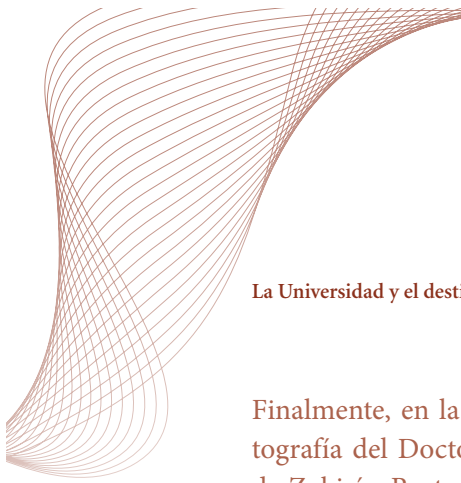 La Universidad y el desti
Finalmente, en la
tografía del Docto